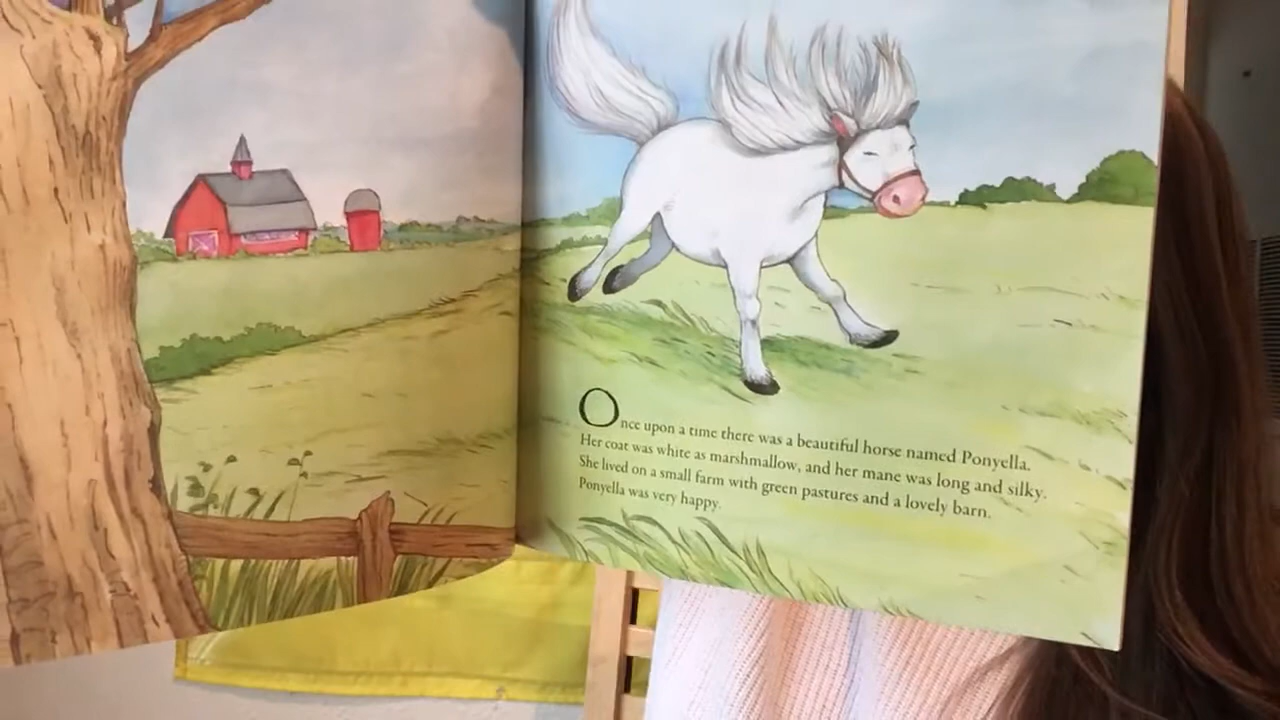 Once upon a time there was a beautiful horse named Ponyella.
Her coat was white as marshmallow, and her mane was long and silky.
She lived on a small farm with green pastures and a lovely barn.
Ponyella was very happy.